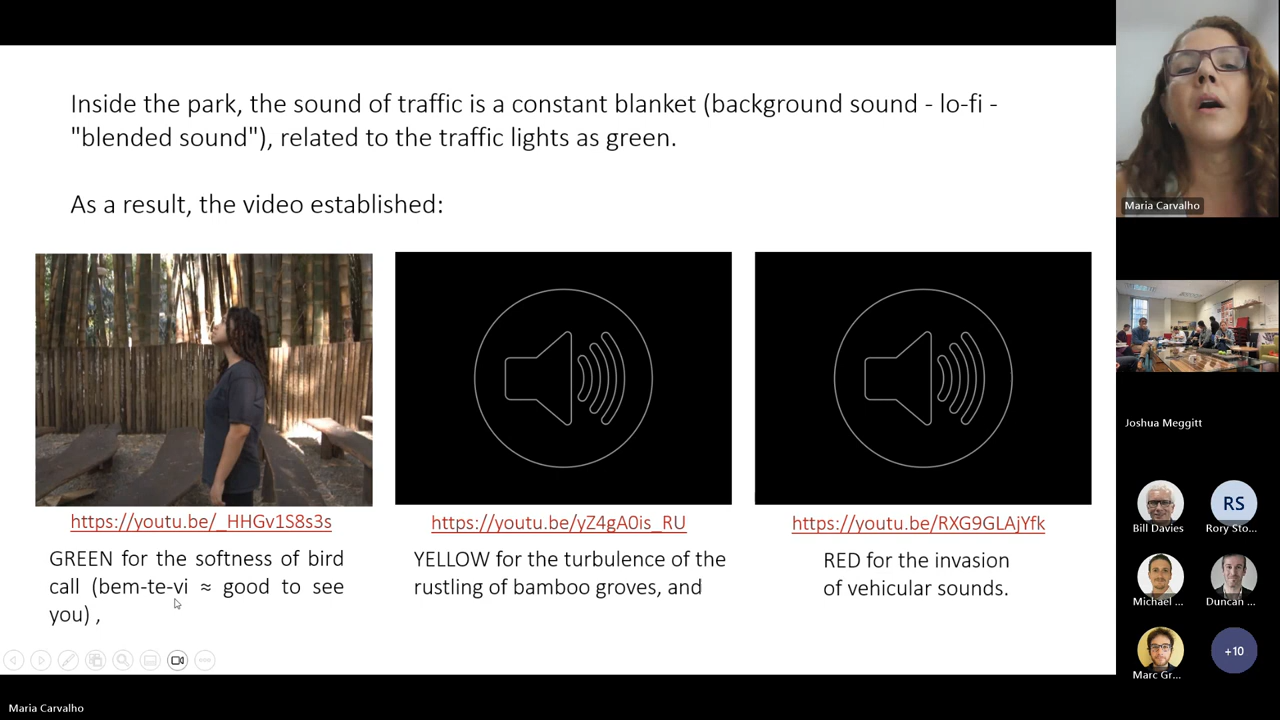 Inside the park, the sound of traffic is a constant blanket (background sound - lo-fi -
"blended sound"), related to the traffic lights as green.
As a result, the video established:
https://youtu.be/_HHGv1S8s3s
https://youtu.be/yZ4gA0is_RU
https://youtu.be/RXG9GLAjYfk
GREEN for the softness of bird
call (bem-te-vi ≈ good to see
you) ,
YELLOW for the turbulence of the
rustling of bamboo groves, and
RED for the invasion
of vehicular sounds.
Maria Carvalho
Joshua Meggitt
RS
Bill Davies
Rory Sto...
Michael ...
Duncan ...
Marc Gr...
+10
Maria Carvalho